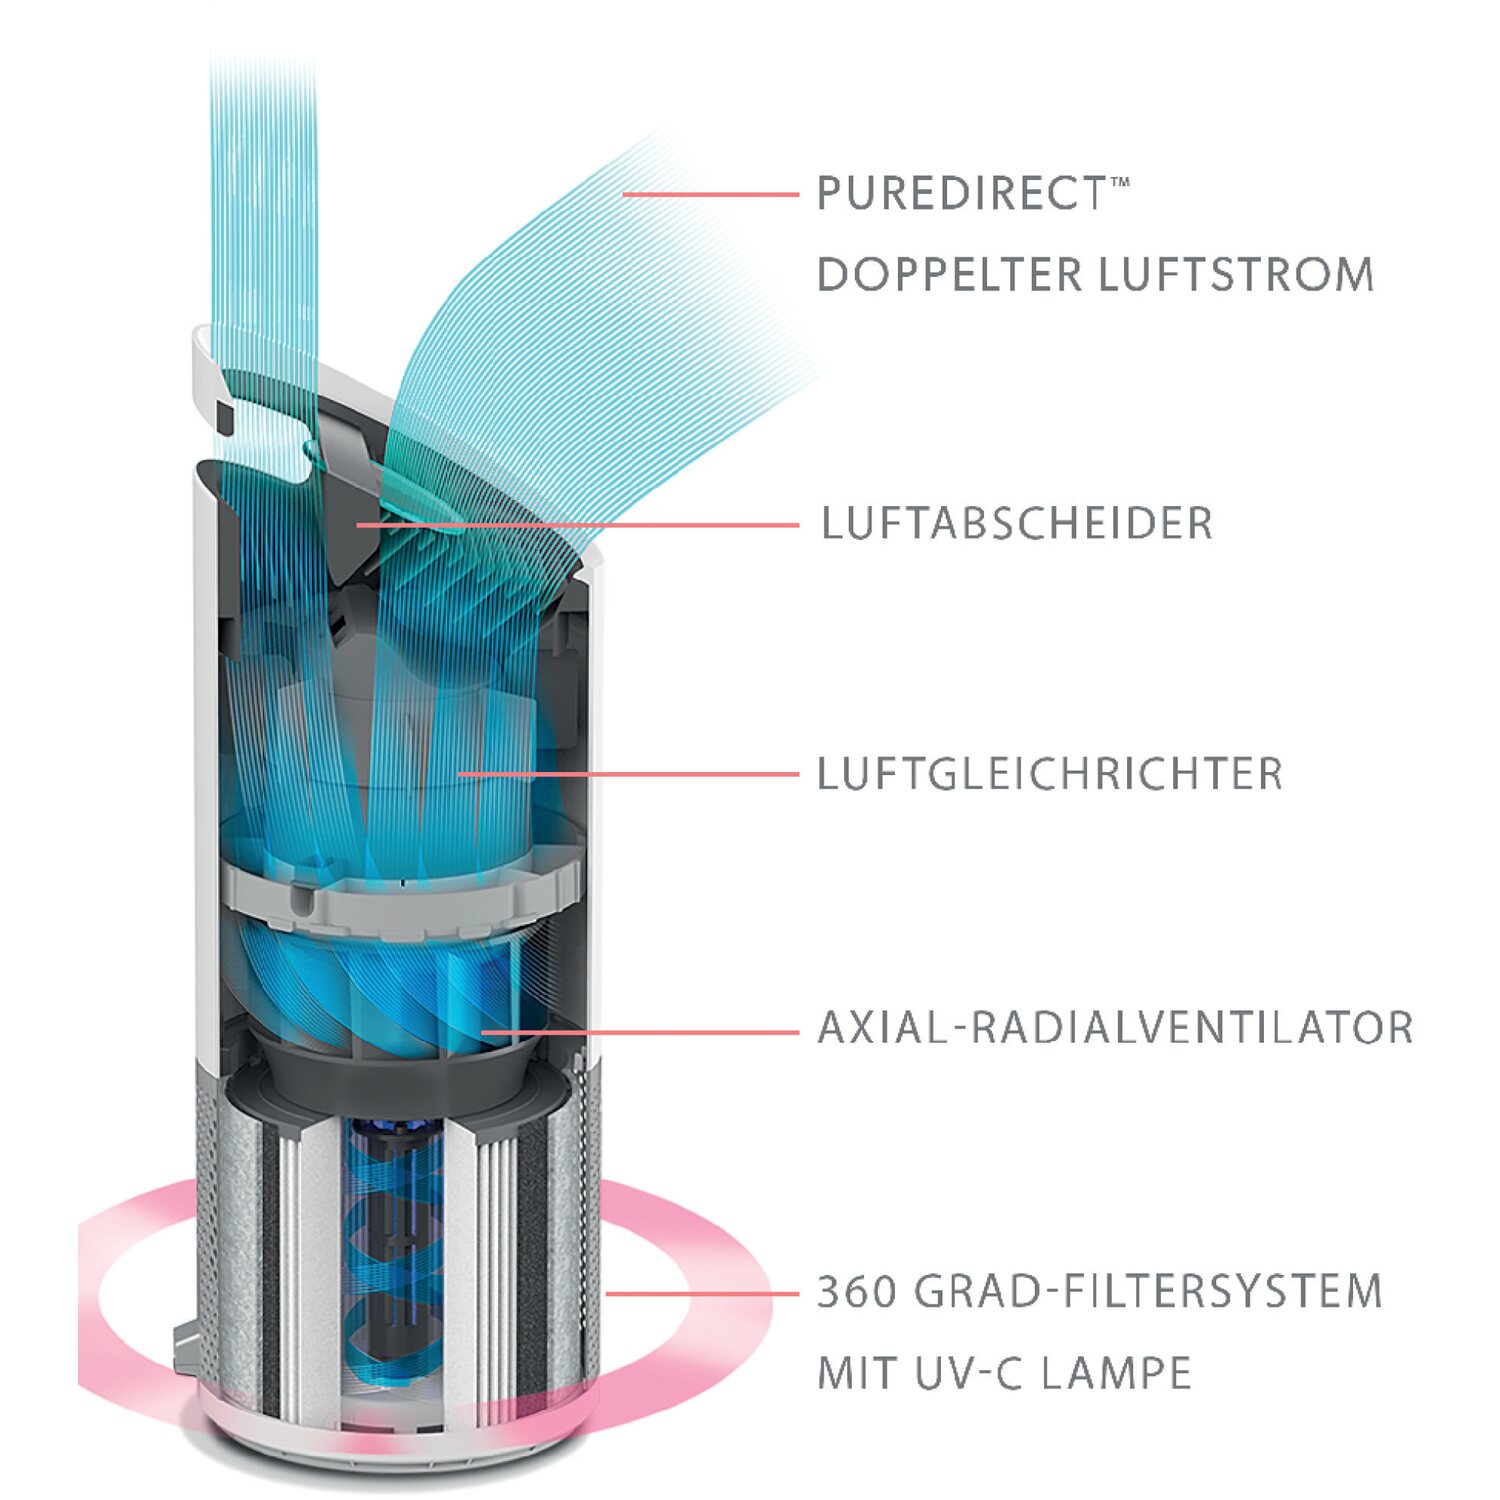 PUREDIRECT™
DOPPELTER LUFTSTROM
LUFTABSCHEIDER
LUFTGLEICHRICHTER
AXIAL-RADIALVENTILATOR
360 GRAD-FILTERSYSTEM
MIT UV-C LAMPE